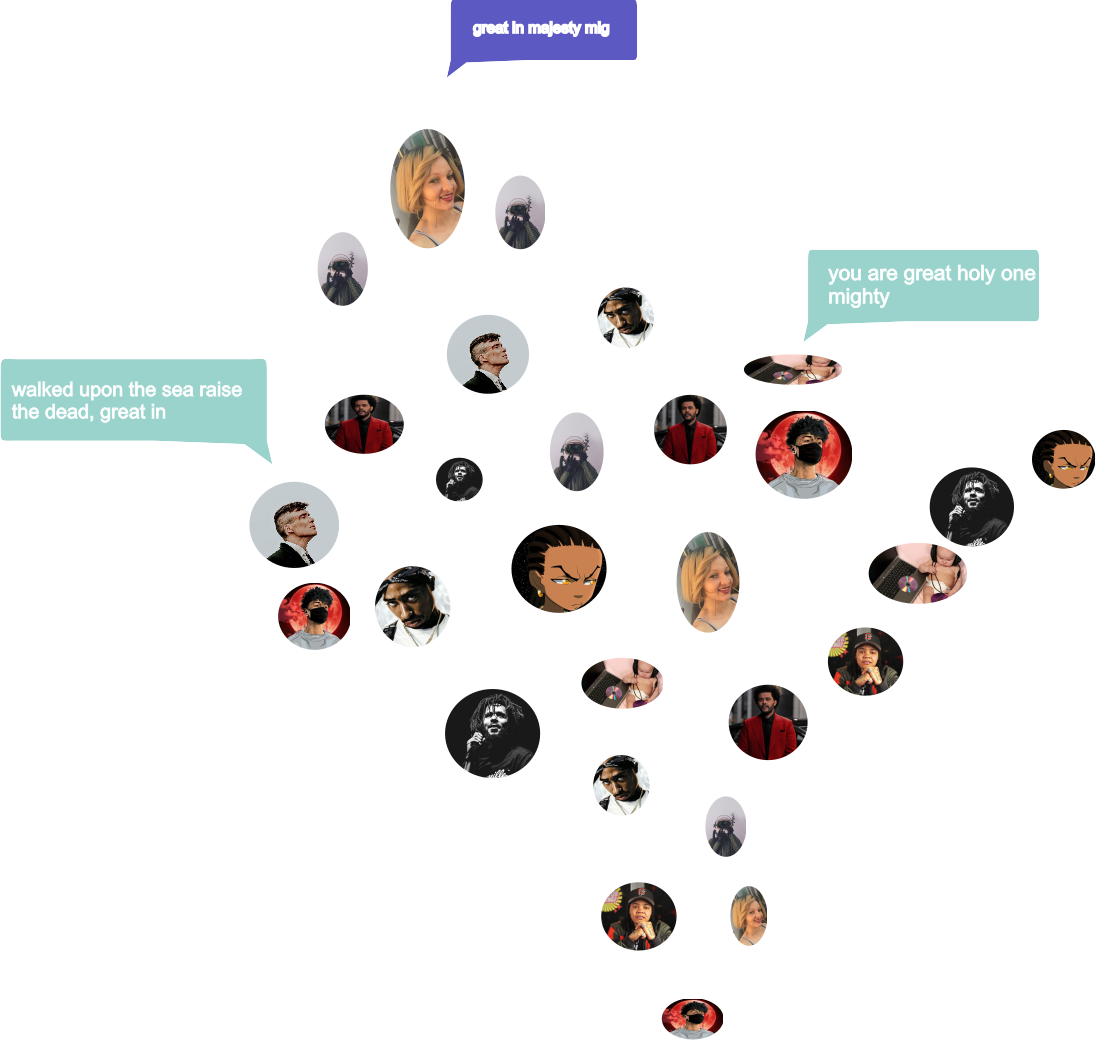 great in majesty mig
you are great holy one
mighty
walked upon the sea raise
the dead, great in